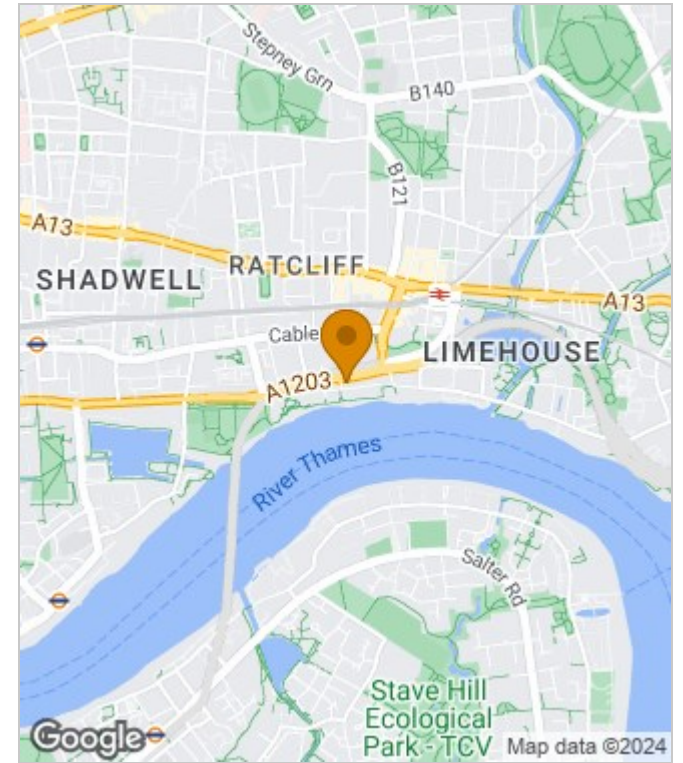 Stepney Grn
B140
B121
A13
RATCLIFF
SHADWELL
A13
Cable
LIMEHOUSE
A1203
River Thames
Salter Rd
Stave Hill
Ecological
Park - TCV
Google
Map data ©2024